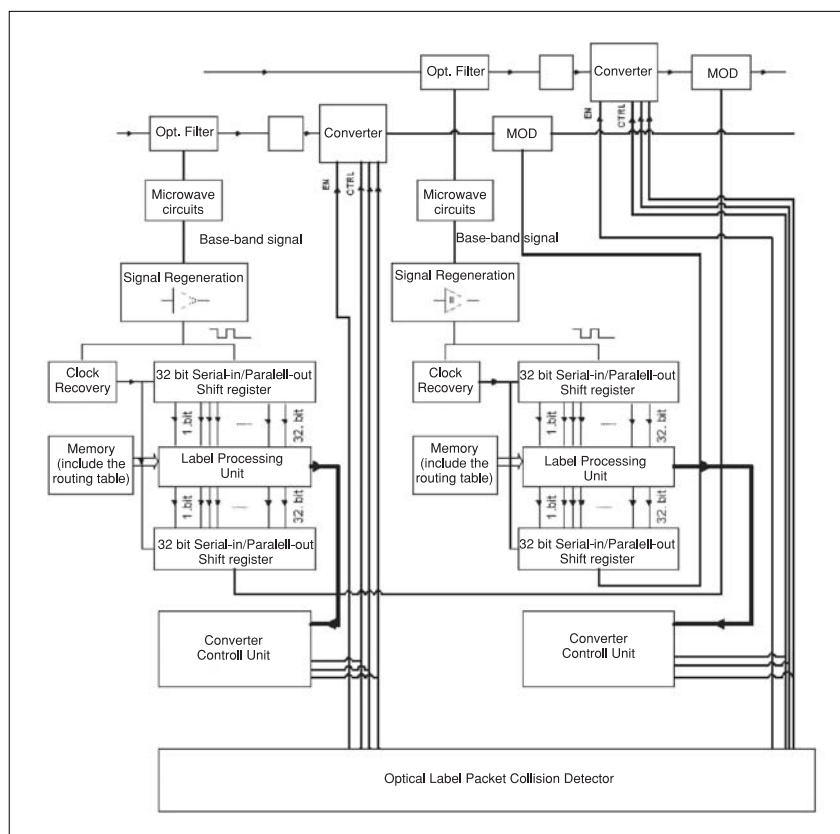 Opt. Filter
Converter
MOD
EN
CTRL
Opt. Filter
Converter
MOD
EN
CTRL
Microwave
circuits
Microwave
circuits
Base-band signal
Base-band signal
Signal Regeneration
Signal Regeneration
Clock
Recovery
32 bit Serial-in/Paralell-out
Shift register
Clock
Recovery
32 bit Serial-in/Paralell-out
Shift register
1.bit
32. bit
1.bit
32. bit
Memory
(include the
routing table)
Label Processing
Unit
Memory
(include the
routing table)
Label Processing
Unit
1.bit
32. bit
1.bit
32. bit
32 bit Serial-in/Paralell-out
Shift register
32 bit Serial-in/Paralell-out
Shift register
Converter
Controll Unit
Converter
Controll Unit
Optical Label Packet Collision Detector